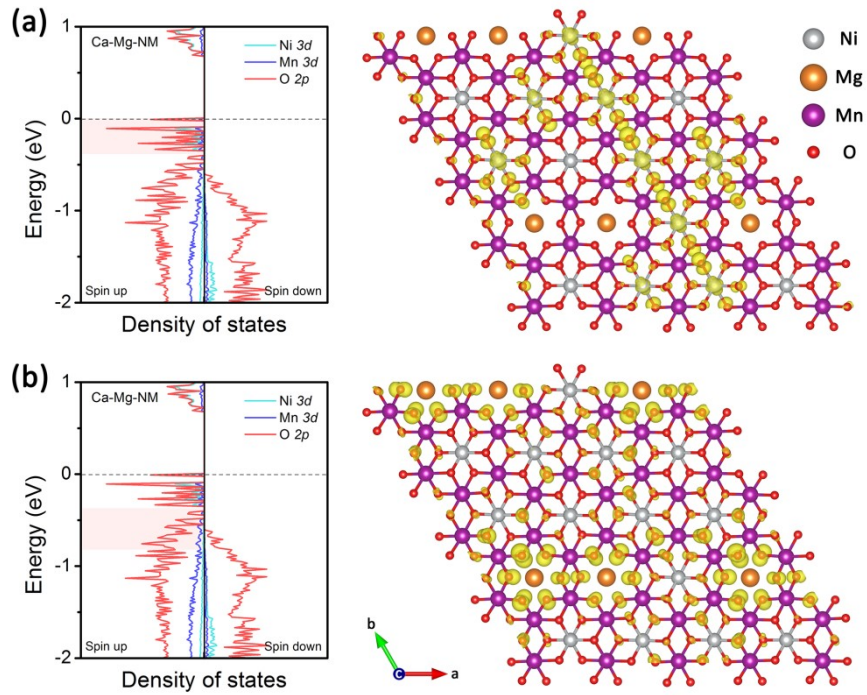 (a)
1
0
-1
-2
Energy (eV)
Ca-Mg-NM
Ni 3d
Mn 3d
O 2p
Spin up
Spin down
Density of states
Ni
Mg
Mn
O
(b)
1
0
-1
-2
Energy (eV)
Ca-Mg-NM
Ni 3d
Mn 3d
O 2p
Spin up
Spin down
Density of states
b
c
a